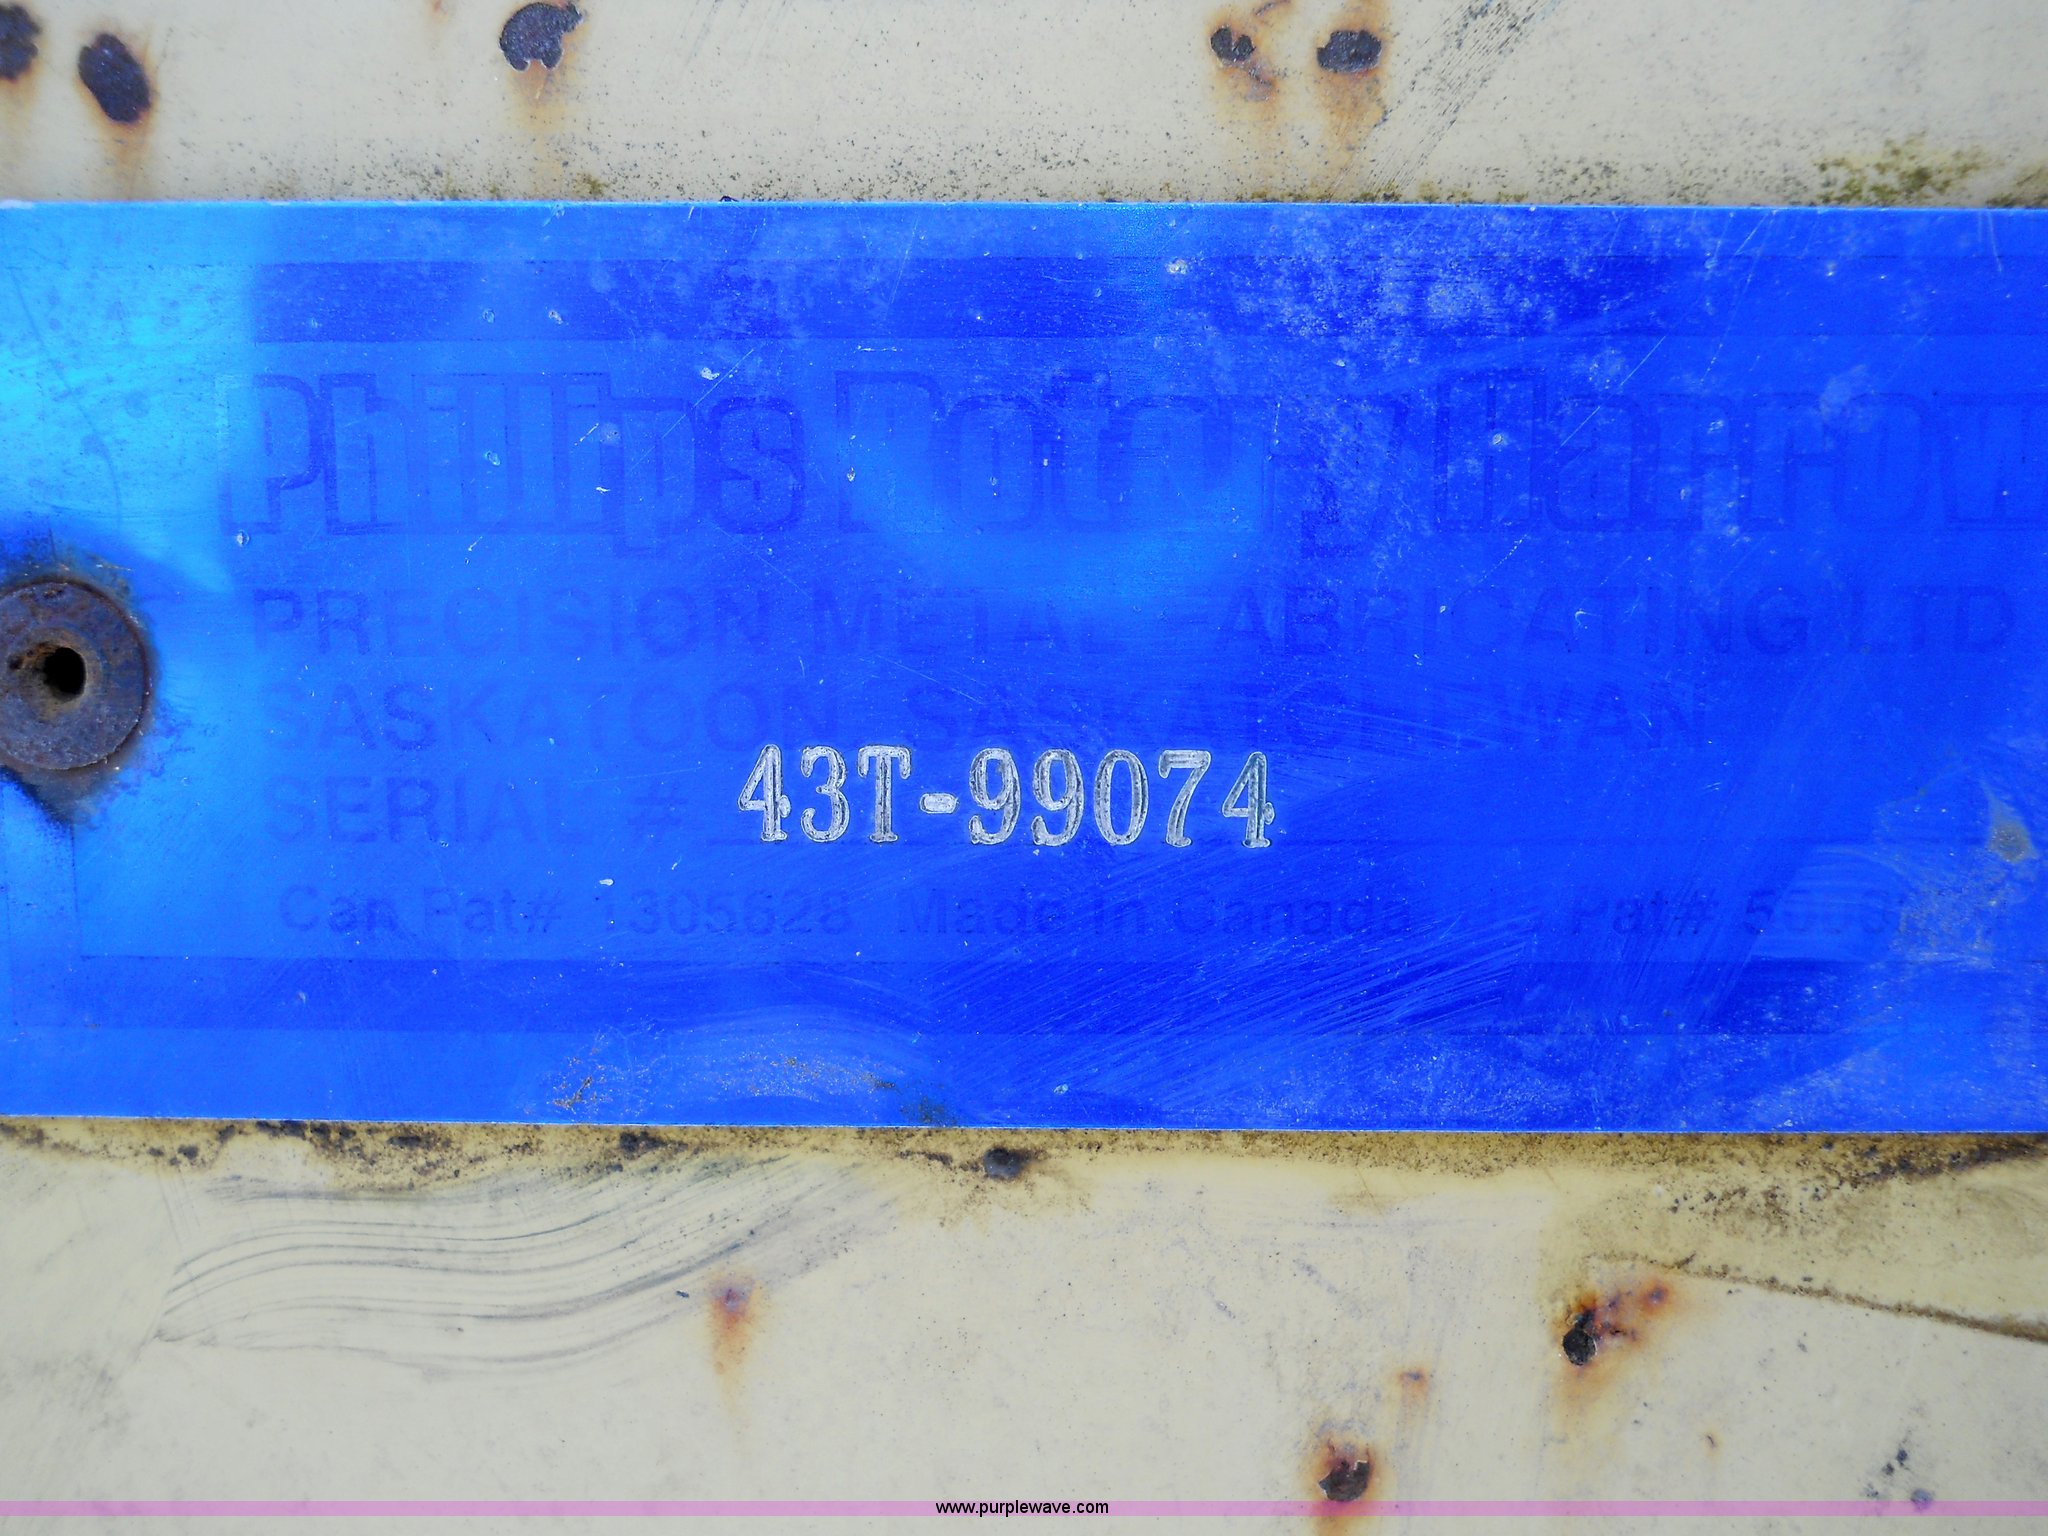 Phillips Rotary Harrow
PRECISION METAL FABRICATING LTD
SASKATOON, SASKATCHEWAN
SERIAL # 43T-99074
Can Pat# 1305628 Made in Canada Pat#
www.purplewave.com